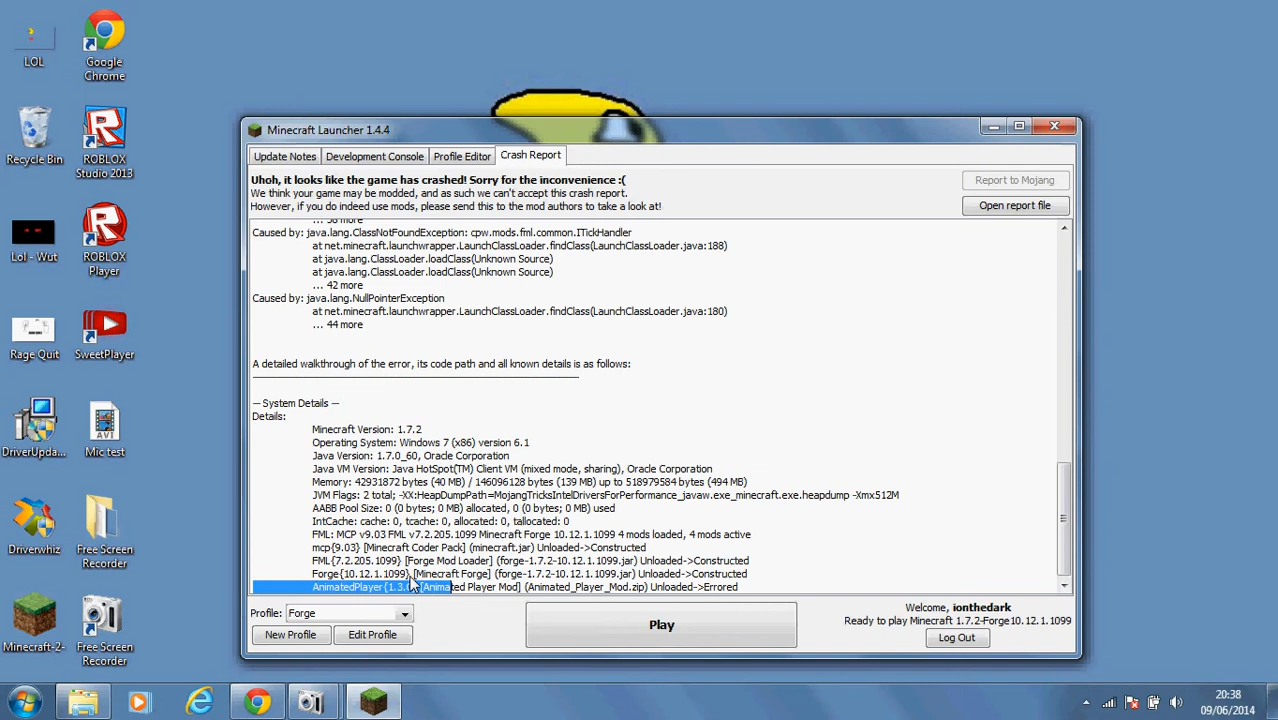 LOL
Google
Chrome
Recycle Bin
ROBLOX
Studio 2013
Lol - Wut
ROBLOX
Player
Rage Quit
SweetPlayer
DriverUpda...
Mic test
Driverwhiz
Free Screen
Recorder
Minecraft-2-
Free Screen
Recorder
Minecraft Launcher 1.4.4
Update Notes
Development Console
Profile Editor
Crash Report
Uhoh, it looks like the game has crashed! Sorry for the inconvenience :(
We think your game may be modded, and as such we can't accept this crash report.
However, if you do indeed use mods, please send this to the mod authors to take a look at!
Report to Mojang
Open report file
... 38 more
Caused by: java.lang.ClassNotFoundException: cpw.mods.fml.common.ITickHandler
at net.minecraft.launchwrapper.LaunchClassLoader.findClass(LaunchClassLoader.java:188)
at java.lang.ClassLoader.loadClass(Unknown Source)
at java.lang.ClassLoader.loadClass(Unknown Source)
... 42 more
Caused by: java.lang.NullPointerException
at net.minecraft.launchwrapper.LaunchClassLoader.findClass(LaunchClassLoader.java:180)
... 44 more
A detailed walkthrough of the error, its code path and all known details is as follows:
-- System Details --
Details:
Minecraft Version: 1.7.2
Operating System: Windows 7 (x86) version 6.1
Java Version: 1.7.0_60, Oracle Corporation
Java VM Version: Java HotSpot(TM) Client VM (mixed mode, sharing), Oracle Corporation
Memory: 42931872 bytes (40 MB) / 146096128 bytes (139 MB) up to 518979584 bytes (494 MB)
JVM Flags: 2 total; -XX:HeapDumpPath=MojangTricksIntelDriversForPerformance_javaw.exe_minecraft.exe.heapdump -Xmx512M
AABB Pool Size: 0 (0 bytes; 0 MB) allocated, 0 (0 bytes; 0 MB) used
IntCache: cache: 0, tcache: 0, allocated: 0, tallocated: 0
FML: MCP v9.03 FML v7.2.205.1099 Minecraft Forge 10.12.1.1099 4 mods loaded, 4 mods active
mcp{9.03} [Minecraft Coder Pack] (minecraft.jar) Unloaded->Constructed
FML{7.2.205.1099} [Forge Mod Loader] (forge-1.7.2-10.12.1.1099.jar) Unloaded->Constructed
Forge{10.12.1.1099} [Minecraft Forge] (forge-1.7.2-10.12.1.1099.jar) Unloaded->Constructed
AnimatedPlayer{1.3. [Animated Player Mod] (Animated_Player_Mod.zip) Unloaded->Errored
Profile: Forge
New Profile
Edit Profile
Play
Welcome, ionthedark
Ready to play Minecraft 1.7.2-Forge10.12.1.1099
Log Out
20:38
09/06/2014